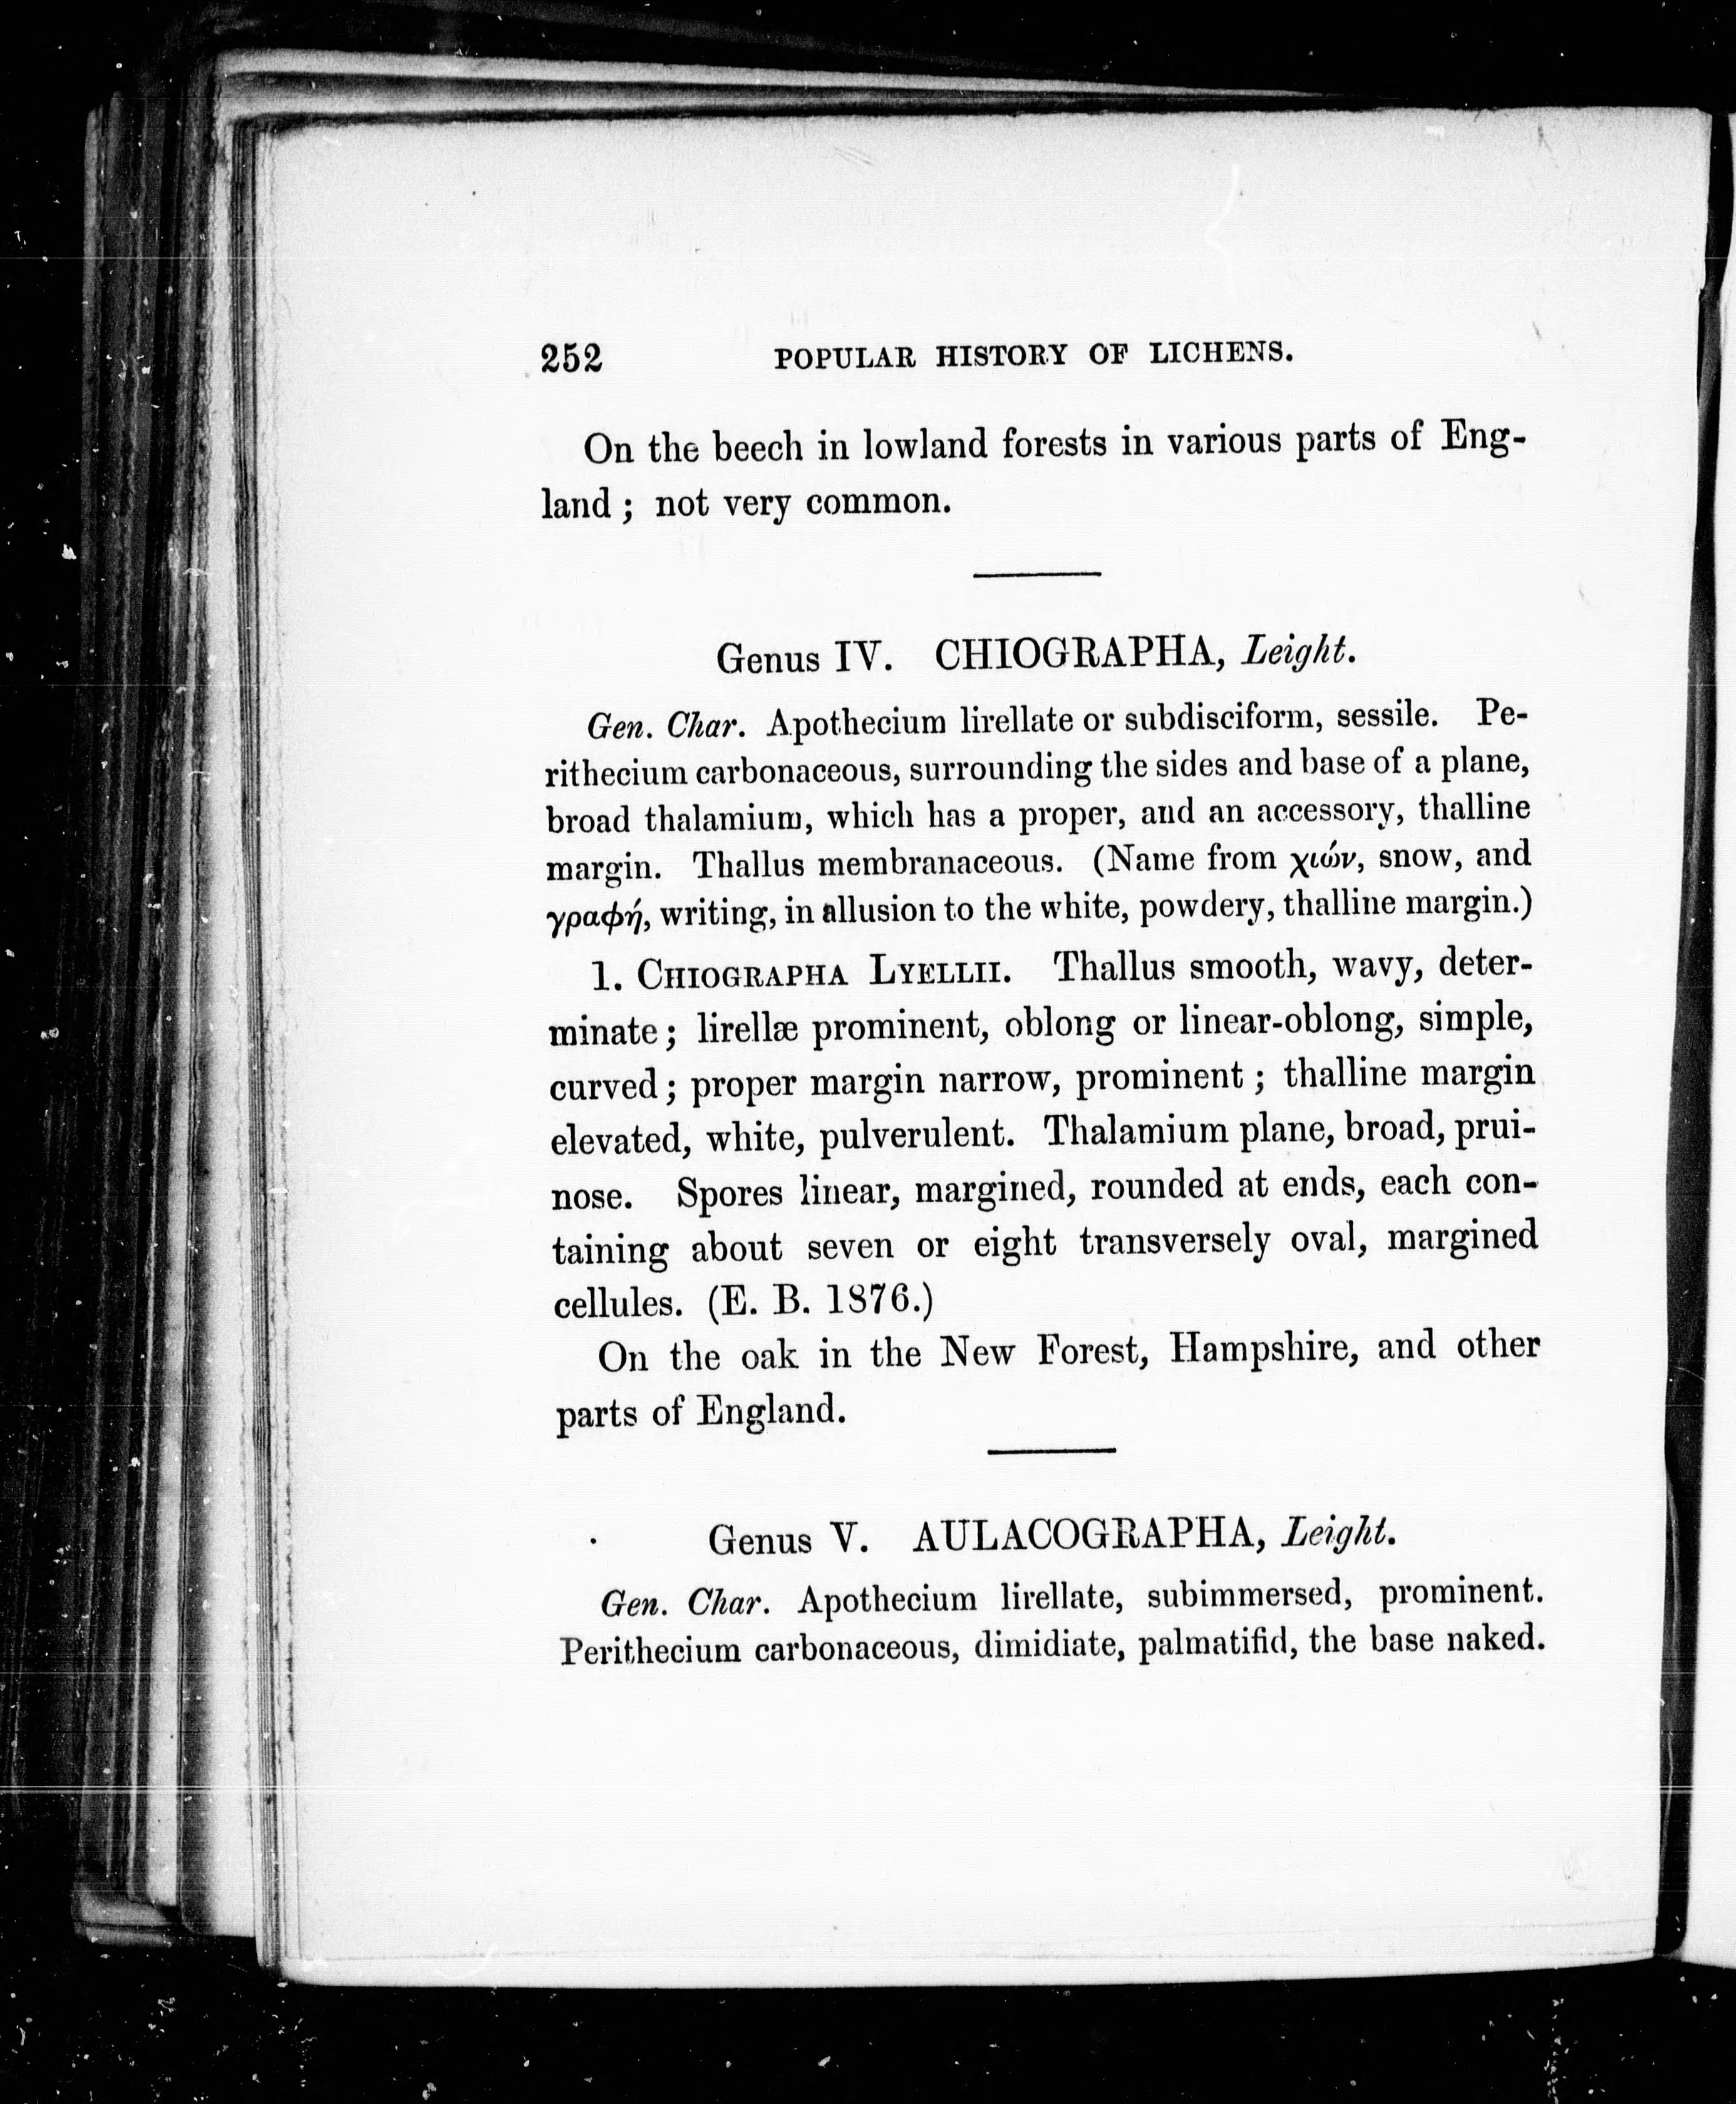 252 POPULAR HISTORY OF LICHENS.
On the beech in lowland forests in various parts of Eng-
land; not very common.
Genus IV. CHIOGRAPHA, Leight.
Gen. Char. Apothecium lirellate or subdisciform, sessile. Pe-
rithecium carbonaceous, surrounding the sides and base of a plane,
broad thalamium, which has a proper, and an accessory, thalline
margin. Thallus membranaceous. (Name from χιών, snow, and
γραφή, writing, in allusion to the white, powdery, thalline margin.)
1. CHIOGRAPHA LYELLII. Thallus smooth, wavy, deter-
minate; lirellæ prominent, oblong or linear-oblong, simple,
curved; proper margin narrow, prominent; thalline margin
elevated, white, pulverulent. Thalamium plane, broad, prui-
nose. Spores linear, margined, rounded at ends, each con-
taining about seven or eight transversely oval, margined
cellules. (E. B. 1876.)
On the oak in the New Forest, Hampshire, and other
parts of England.
Genus V. AULACOGRAPHA, Leight.
Gen. Char. Apothecium lirellate, subimmersed, prominent.
Perithecium carbonaceous, dimidiate, palmatifid, the base naked.